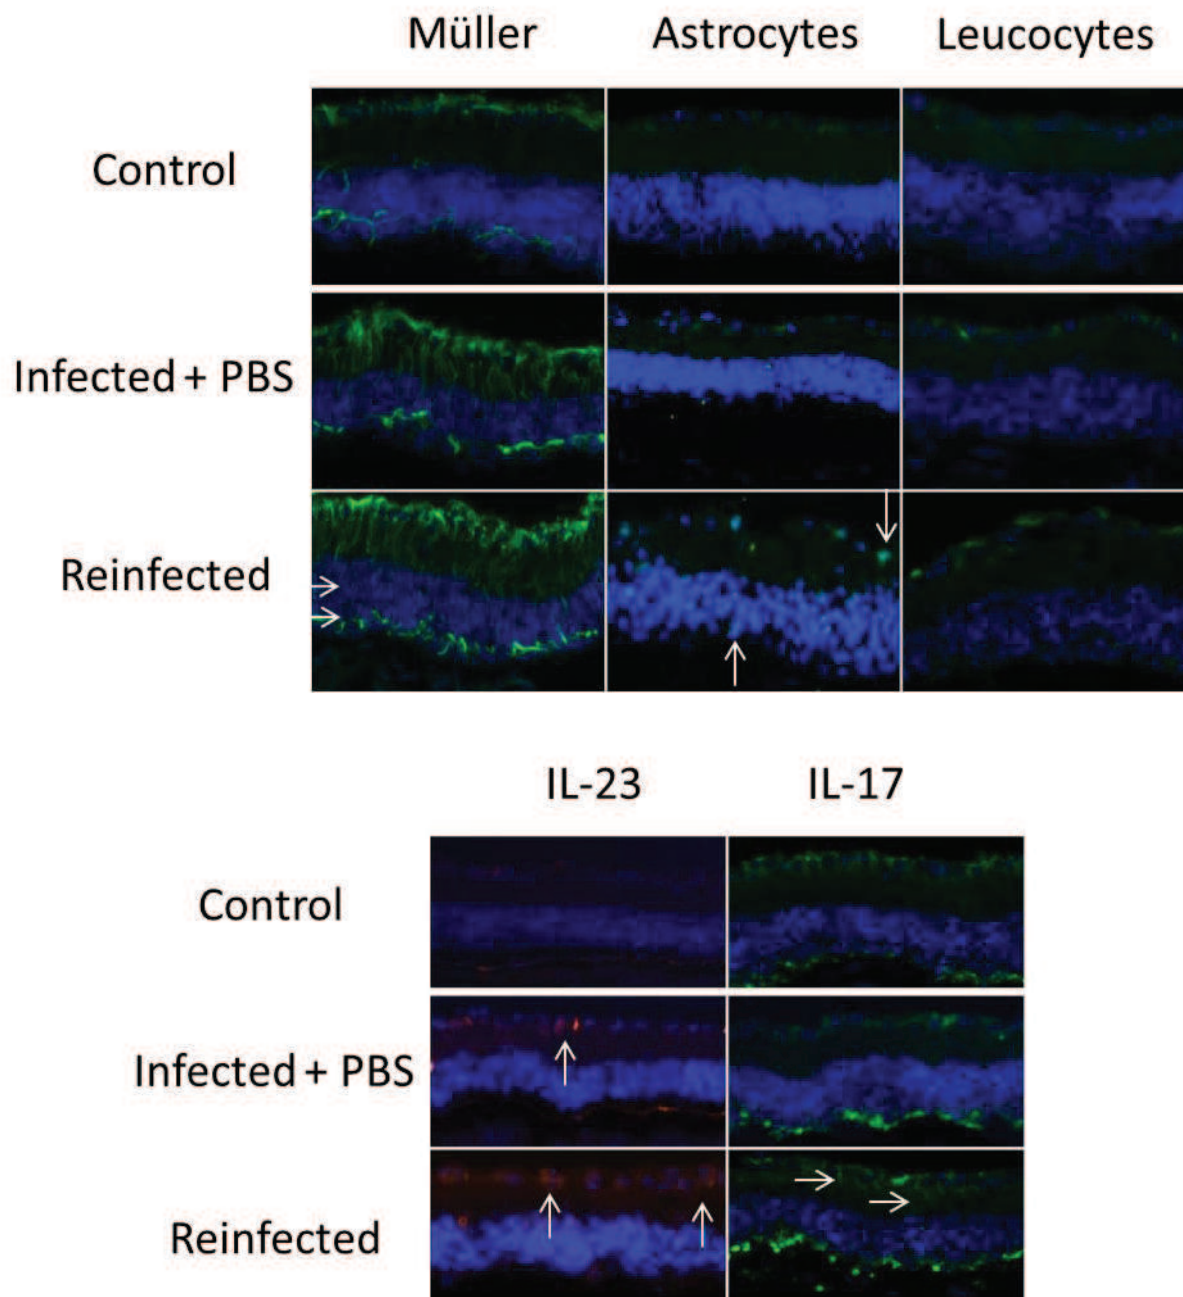 Müller Astrocytes Leucocytes
Control
Infected + PBS
Reinfected
IL-23 IL-17
Control
Infected + PBS
Reinfected